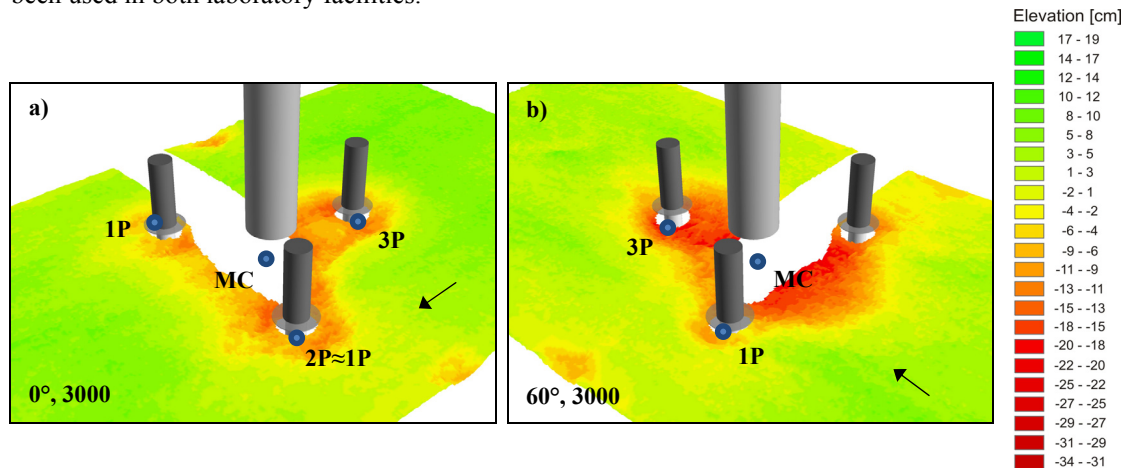 been used in both laboratory facilities.
Elevation [cm]
17 - 19
14 - 17
12 - 14
10 - 12
8 - 10
5 - 8
3 - 5
1 - 3
-2 - 1
-4 - -2
-6 - -4
-9 - -6
-11 - -9
-13 - -11
-15 - -13
-18 - -15
-20 - -18
-22 - -20
-25 - -22
-27 - -25
-29 - -27
-31 - -29
-34 - -31
a)
1P
3P
MC
2P≈1P
0°, 3000
b)
3P
MC
1P
60°, 3000